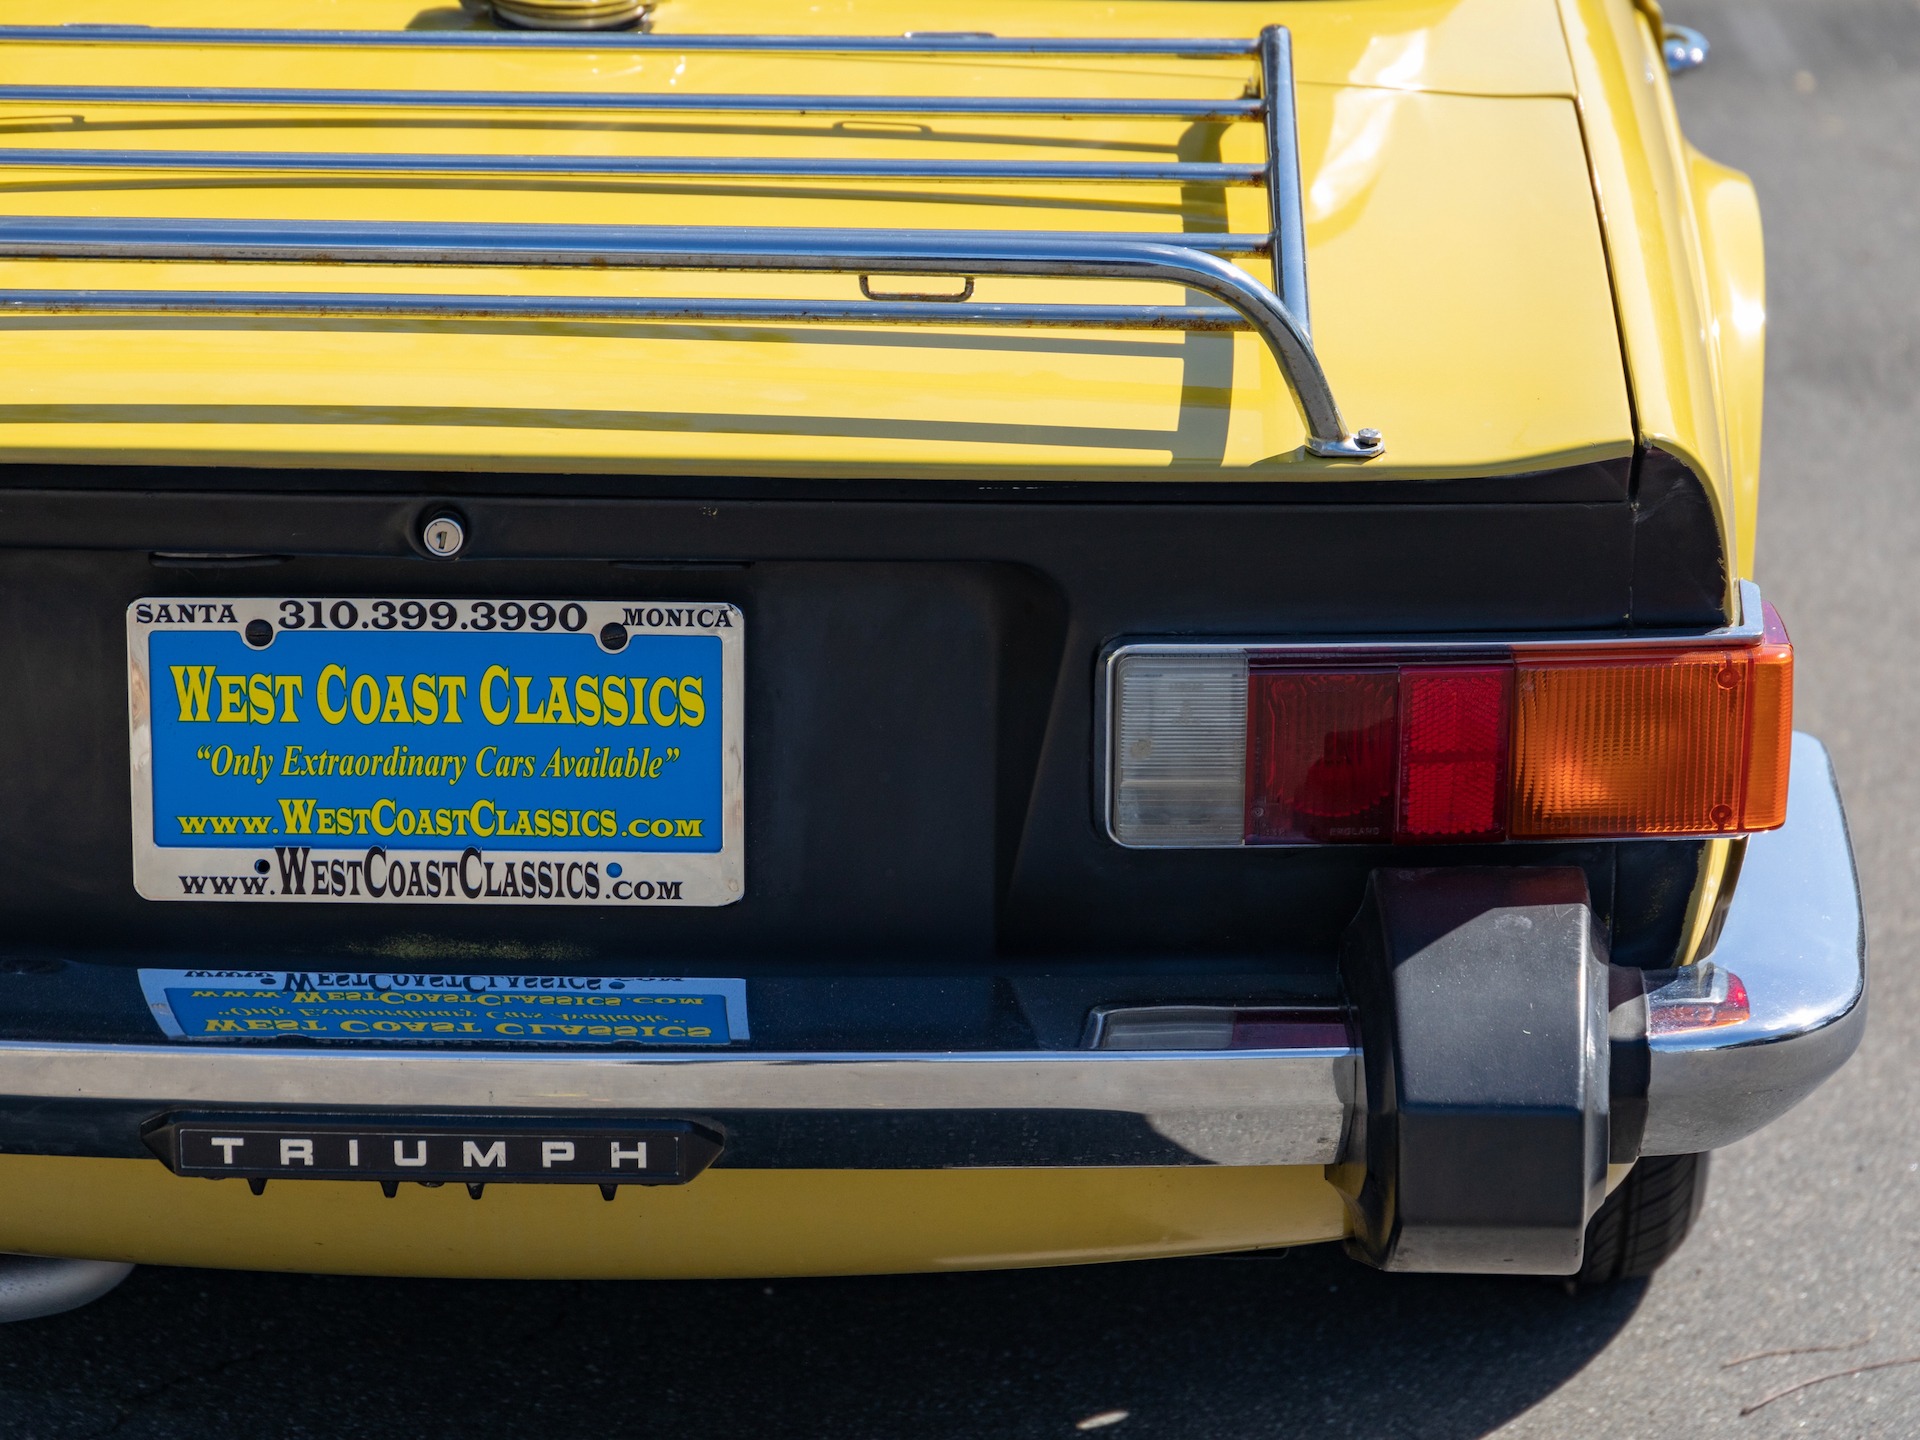 SANTA 310.399.3990 MONICA
WEST COAST CLASSICS
“Only Extraordinary Cars Available”
www.WESTCOASTCLASSICS.COM
www.WESTCOASTCLASSICS.COM
ENGLAND
TRIUMPH